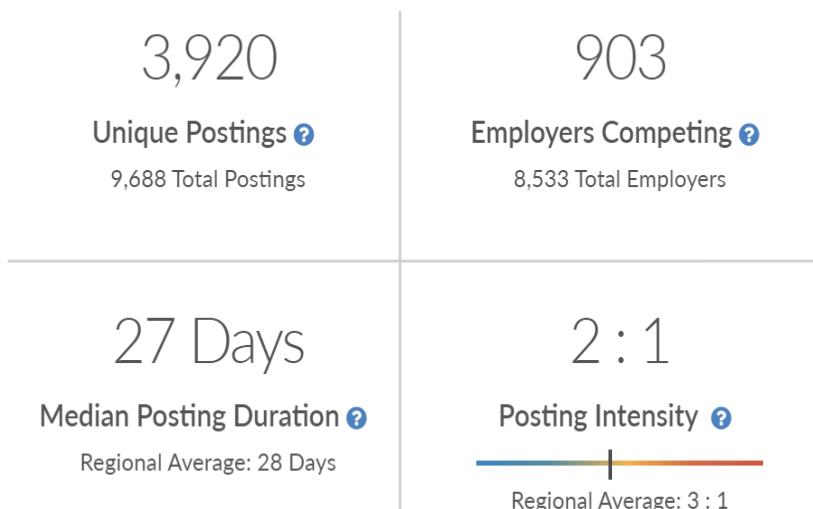 3,920
Unique Postings ?
9,688 Total Postings
903
Employers Competing ?
8,533 Total Employers
27 Days
Median Posting Duration ?
Regional Average: 28 Days
2 : 1
Posting Intensity ?
Regional Average: 3 : 1